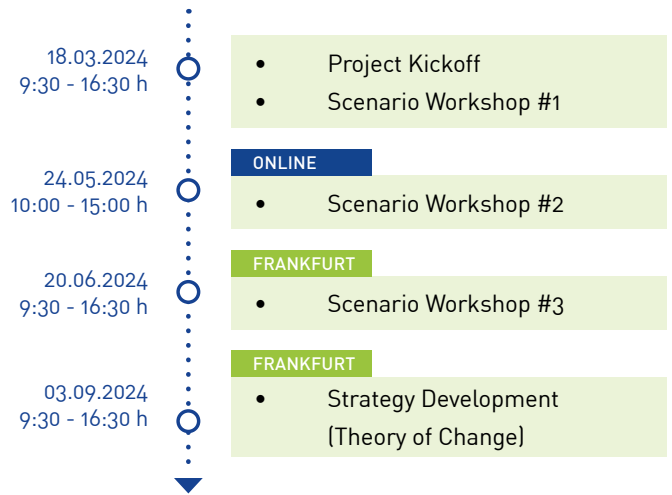 18.03.2024
9:30 - 16:30 h
• Project Kickoff
• Scenario Workshop #1
ONLINE
24.05.2024
10:00 - 15:00 h
• Scenario Workshop #2
FRANKFURT
20.06.2024
9:30 - 16:30 h
• Scenario Workshop #3
FRANKFURT
03.09.2024
9:30 - 16:30 h
• Strategy Development
(Theory of Change)